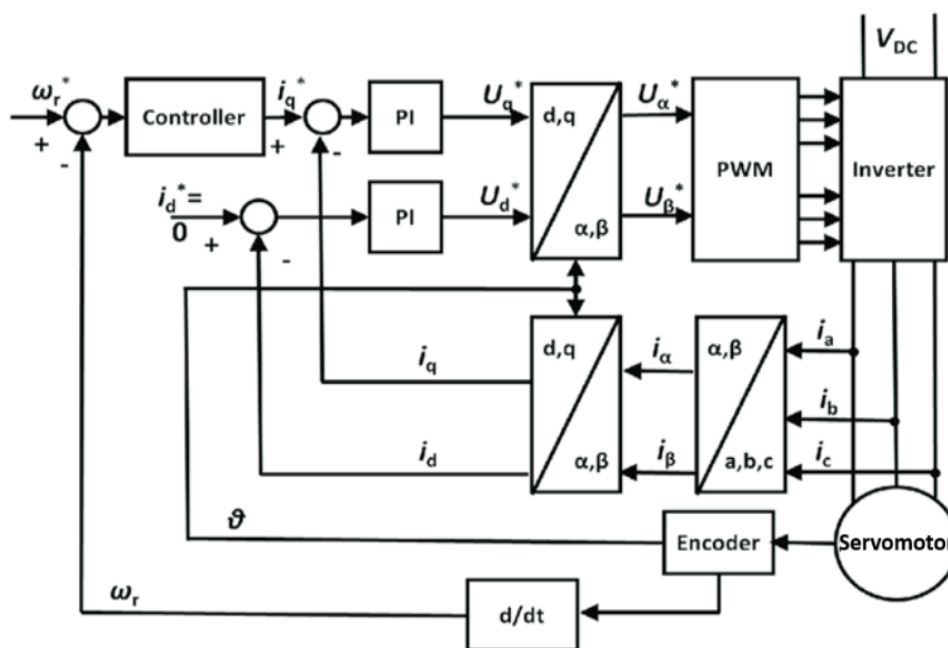 V_DC
ω_r*
+
-
Controller
i_q*
+
-
PI
U_q*
d,q
α,β
U_α*
U_β*
PWM
Inverter
i_d*=
0
+
-
PI
U_d*
i_q
i_d
d,q
α,β
i_α
i_β
α,β
a,b,c
i_a
i_b
i_c
ϑ
Encoder
Servomotor
ω_r
d/dt